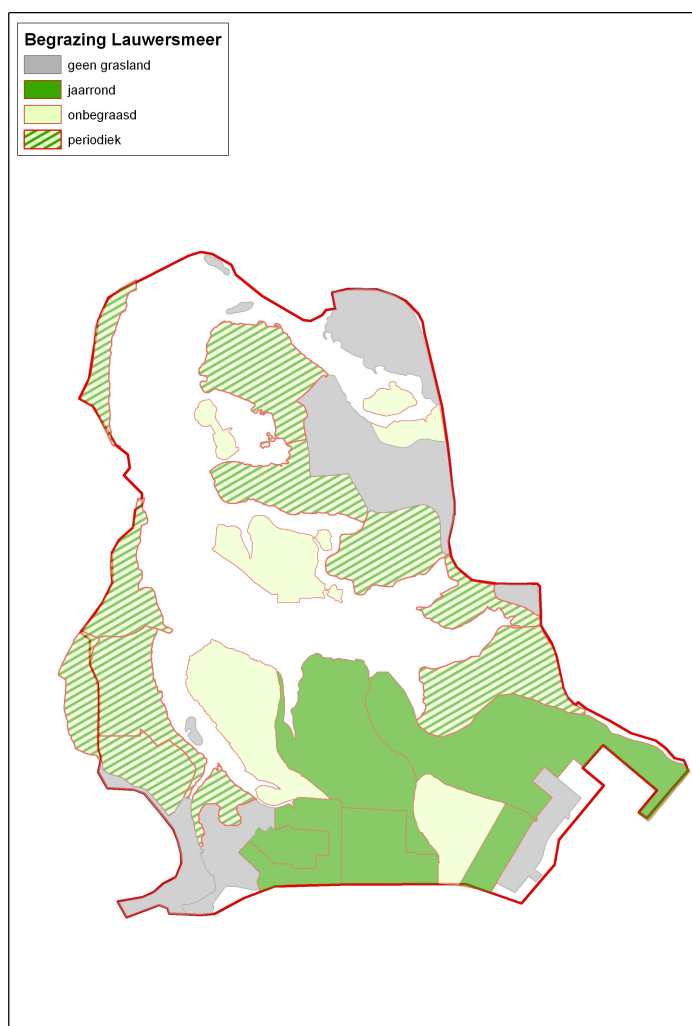 Begrazing Lauwersmeer
geen grasland
jaarrond
onbegraasd
periodiek